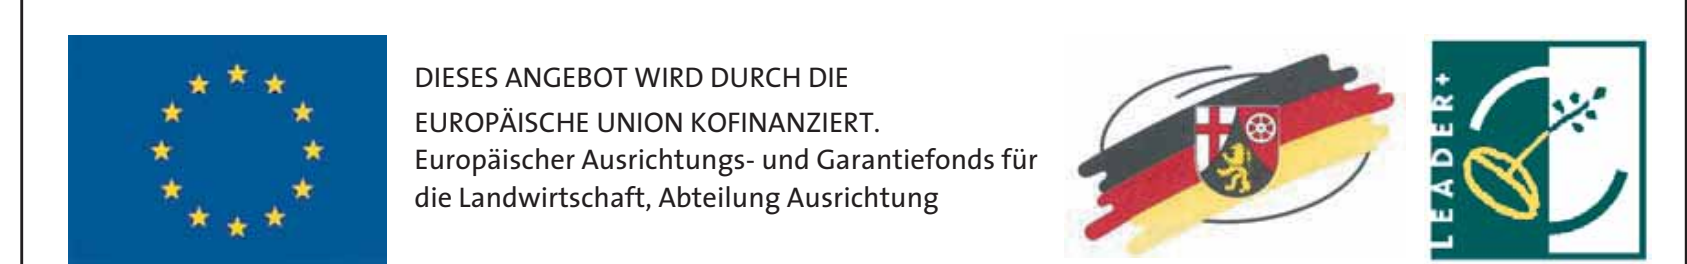 DIESES ANGEBOT WIRD DURCH DIE
EUROPÄISCHE UNION KOFINANZIERT.
Europäischer Ausrichtungs- und Garantiefonds für
die Landwirtschaft, Abteilung Ausrichtung
LEADER+